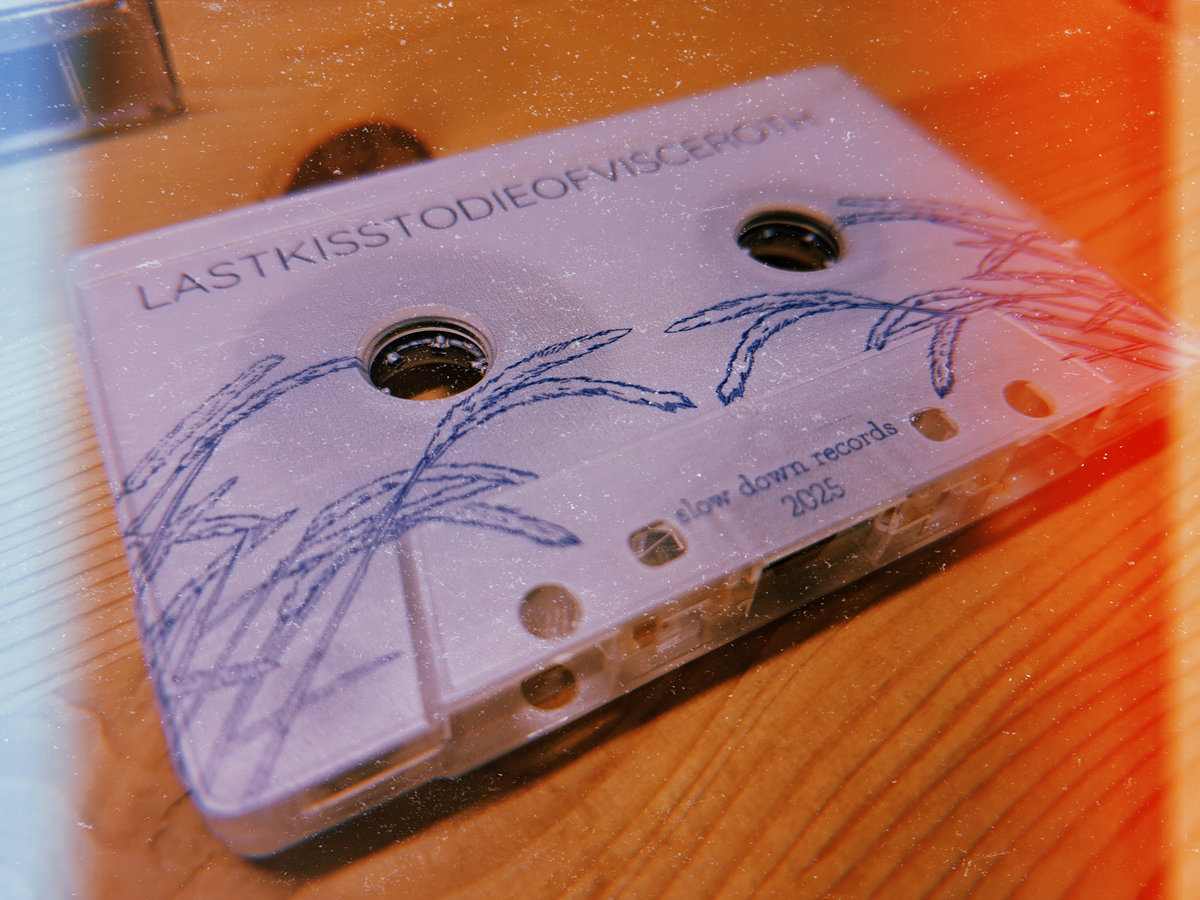 LASTKISSTODIEOFVISCEROTH
slow down records
2025